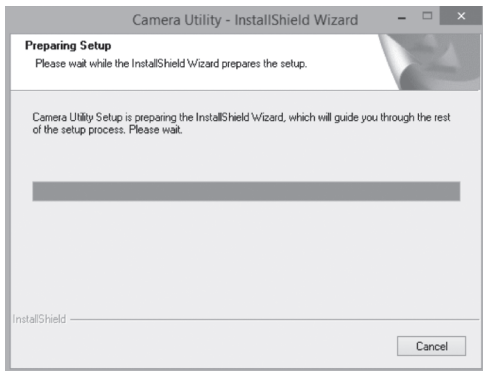 Camera Utility - InstallShield Wizard
Preparing Setup
Please wait while the InstallShield Wizard prepares the setup.
Camera Utility Setup is preparing the InstallShield Wizard, which will guide you through the rest
of the setup process. Please wait.
InstallShield
Cancel